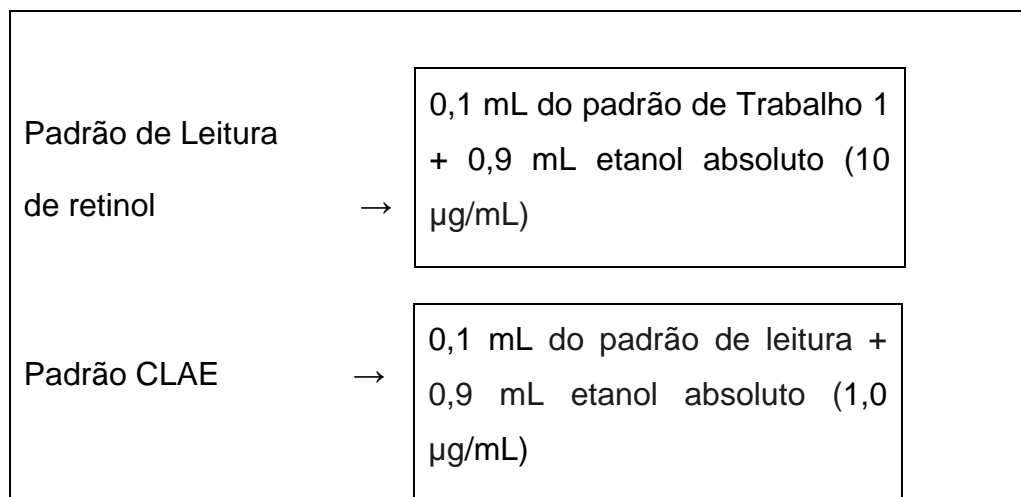 Padrão de Leitura
de retinol →
0,1 mL do padrão de Trabalho 1
+ 0,9 mL etanol absoluto (10
µg/mL)
Padrão CLAE →
0,1 mL do padrão de leitura +
0,9 mL etanol absoluto (1,0
µg/mL)